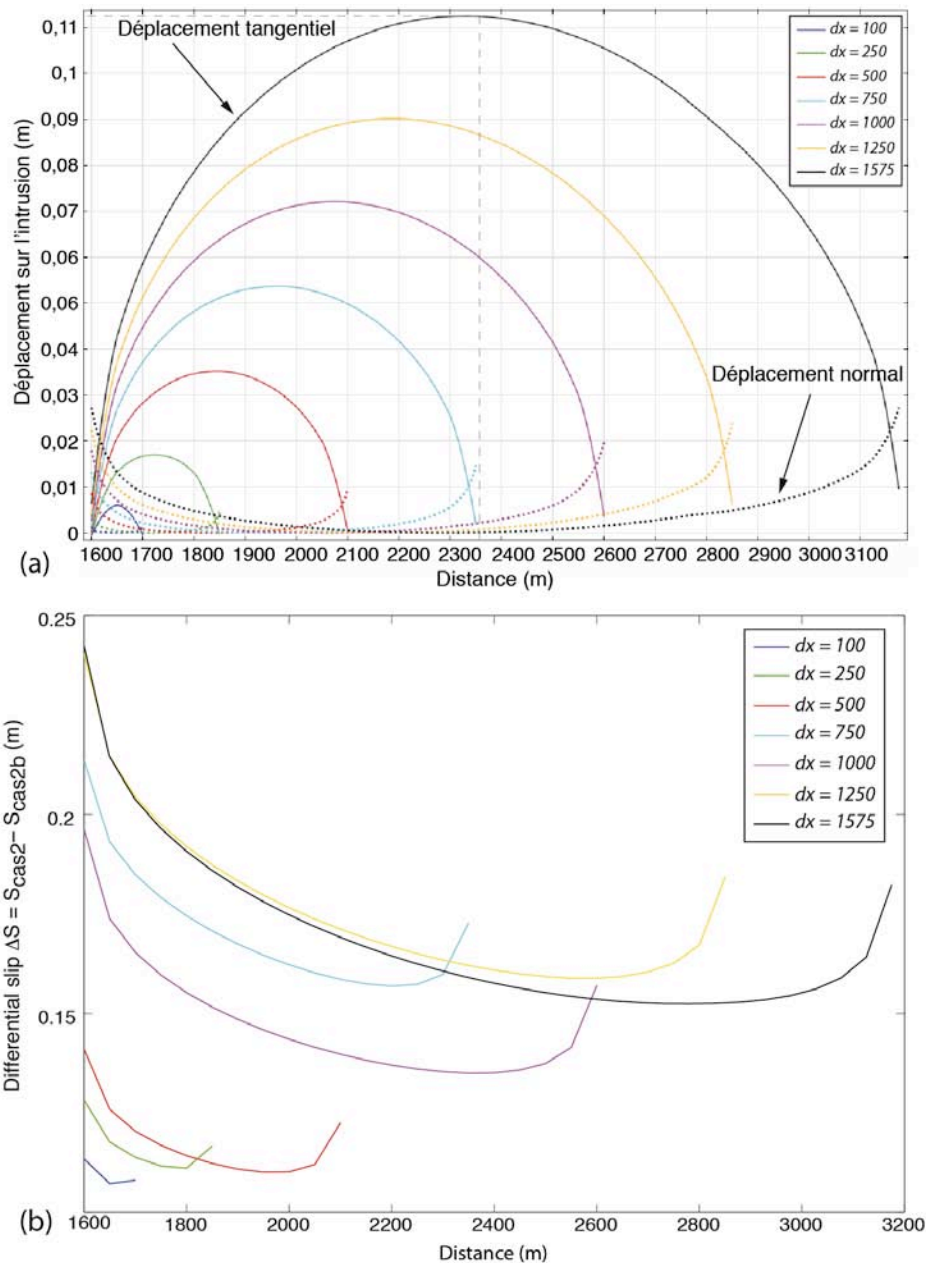 Déplacement tangentiel
Déplacement normal
dx = 100
dx = 250
dx = 500
dx = 750
dx = 1000
dx = 1250
dx = 1575
0,11
0,1
0,09
0,08
0,07
0,06
0,06
0,04
0,03
0,02
0,01
0
Déplacement sur l'intrusion (m)
1600 1700 1800 1900 2000 2100 2200 2300 2400 2500 2600 2700 2800 2900 3000 3100
Distance (m)
(a)
dx = 100
dx = 250
dx = 500
dx = 750
dx = 1000
dx = 1250
dx = 1575
0.25
0.2
0.15
0.1
Differential slip ΔS = Scas2− Scas2b (m)
1600 1800 2000 2200 2400 2600 2800 3000 3200
Distance (m)
(b)